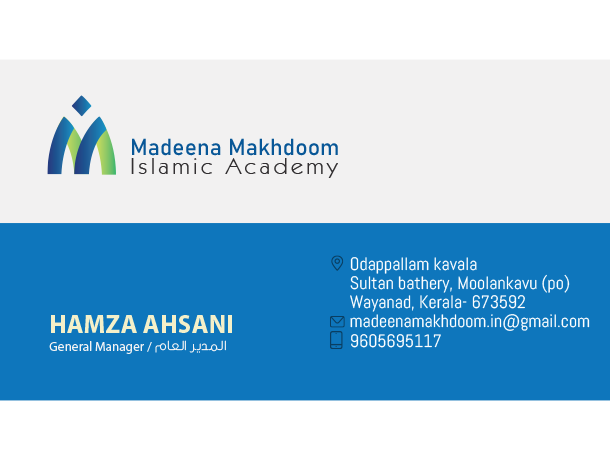 Madeena Makhdoom
Islamic Academy
HAMZA AHSANI
General Manager / المدير العام
Odappallam kavala
Sultan bathery, Moolankavu (po)
Wayanad, Kerala- 673592
madeenamakhdoom.in@gmail.com
9605695117